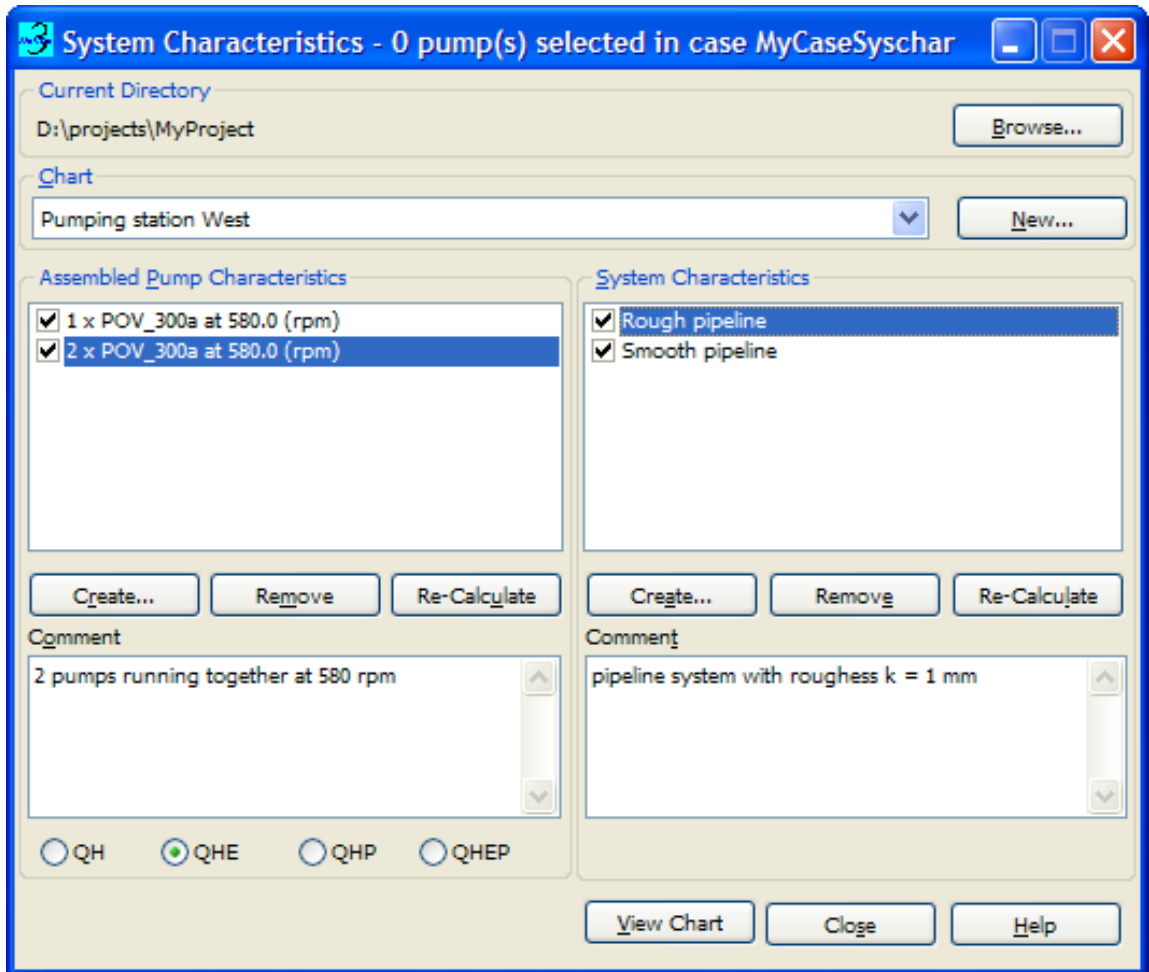 System Characteristics - 0 pump(s) selected in case MyCaseSyschar
Current Directory
D:\projects\MyProject
Browse...
Chart
Pumping station West
New...
Assembled Pump Characteristics
1 x POV_300a at 580.0 (rpm)
2 x POV_300a at 580.0 (rpm)
Create...
Remove
Re-Calculate
Comment
2 pumps running together at 580 rpm
QH
QHE
QHP
QHEP
System Characteristics
Rough pipeline
Smooth pipeline
Create...
Remove
Re-Calculate
Comment
pipeline system with roughess k = 1 mm
View Chart
Close
Help